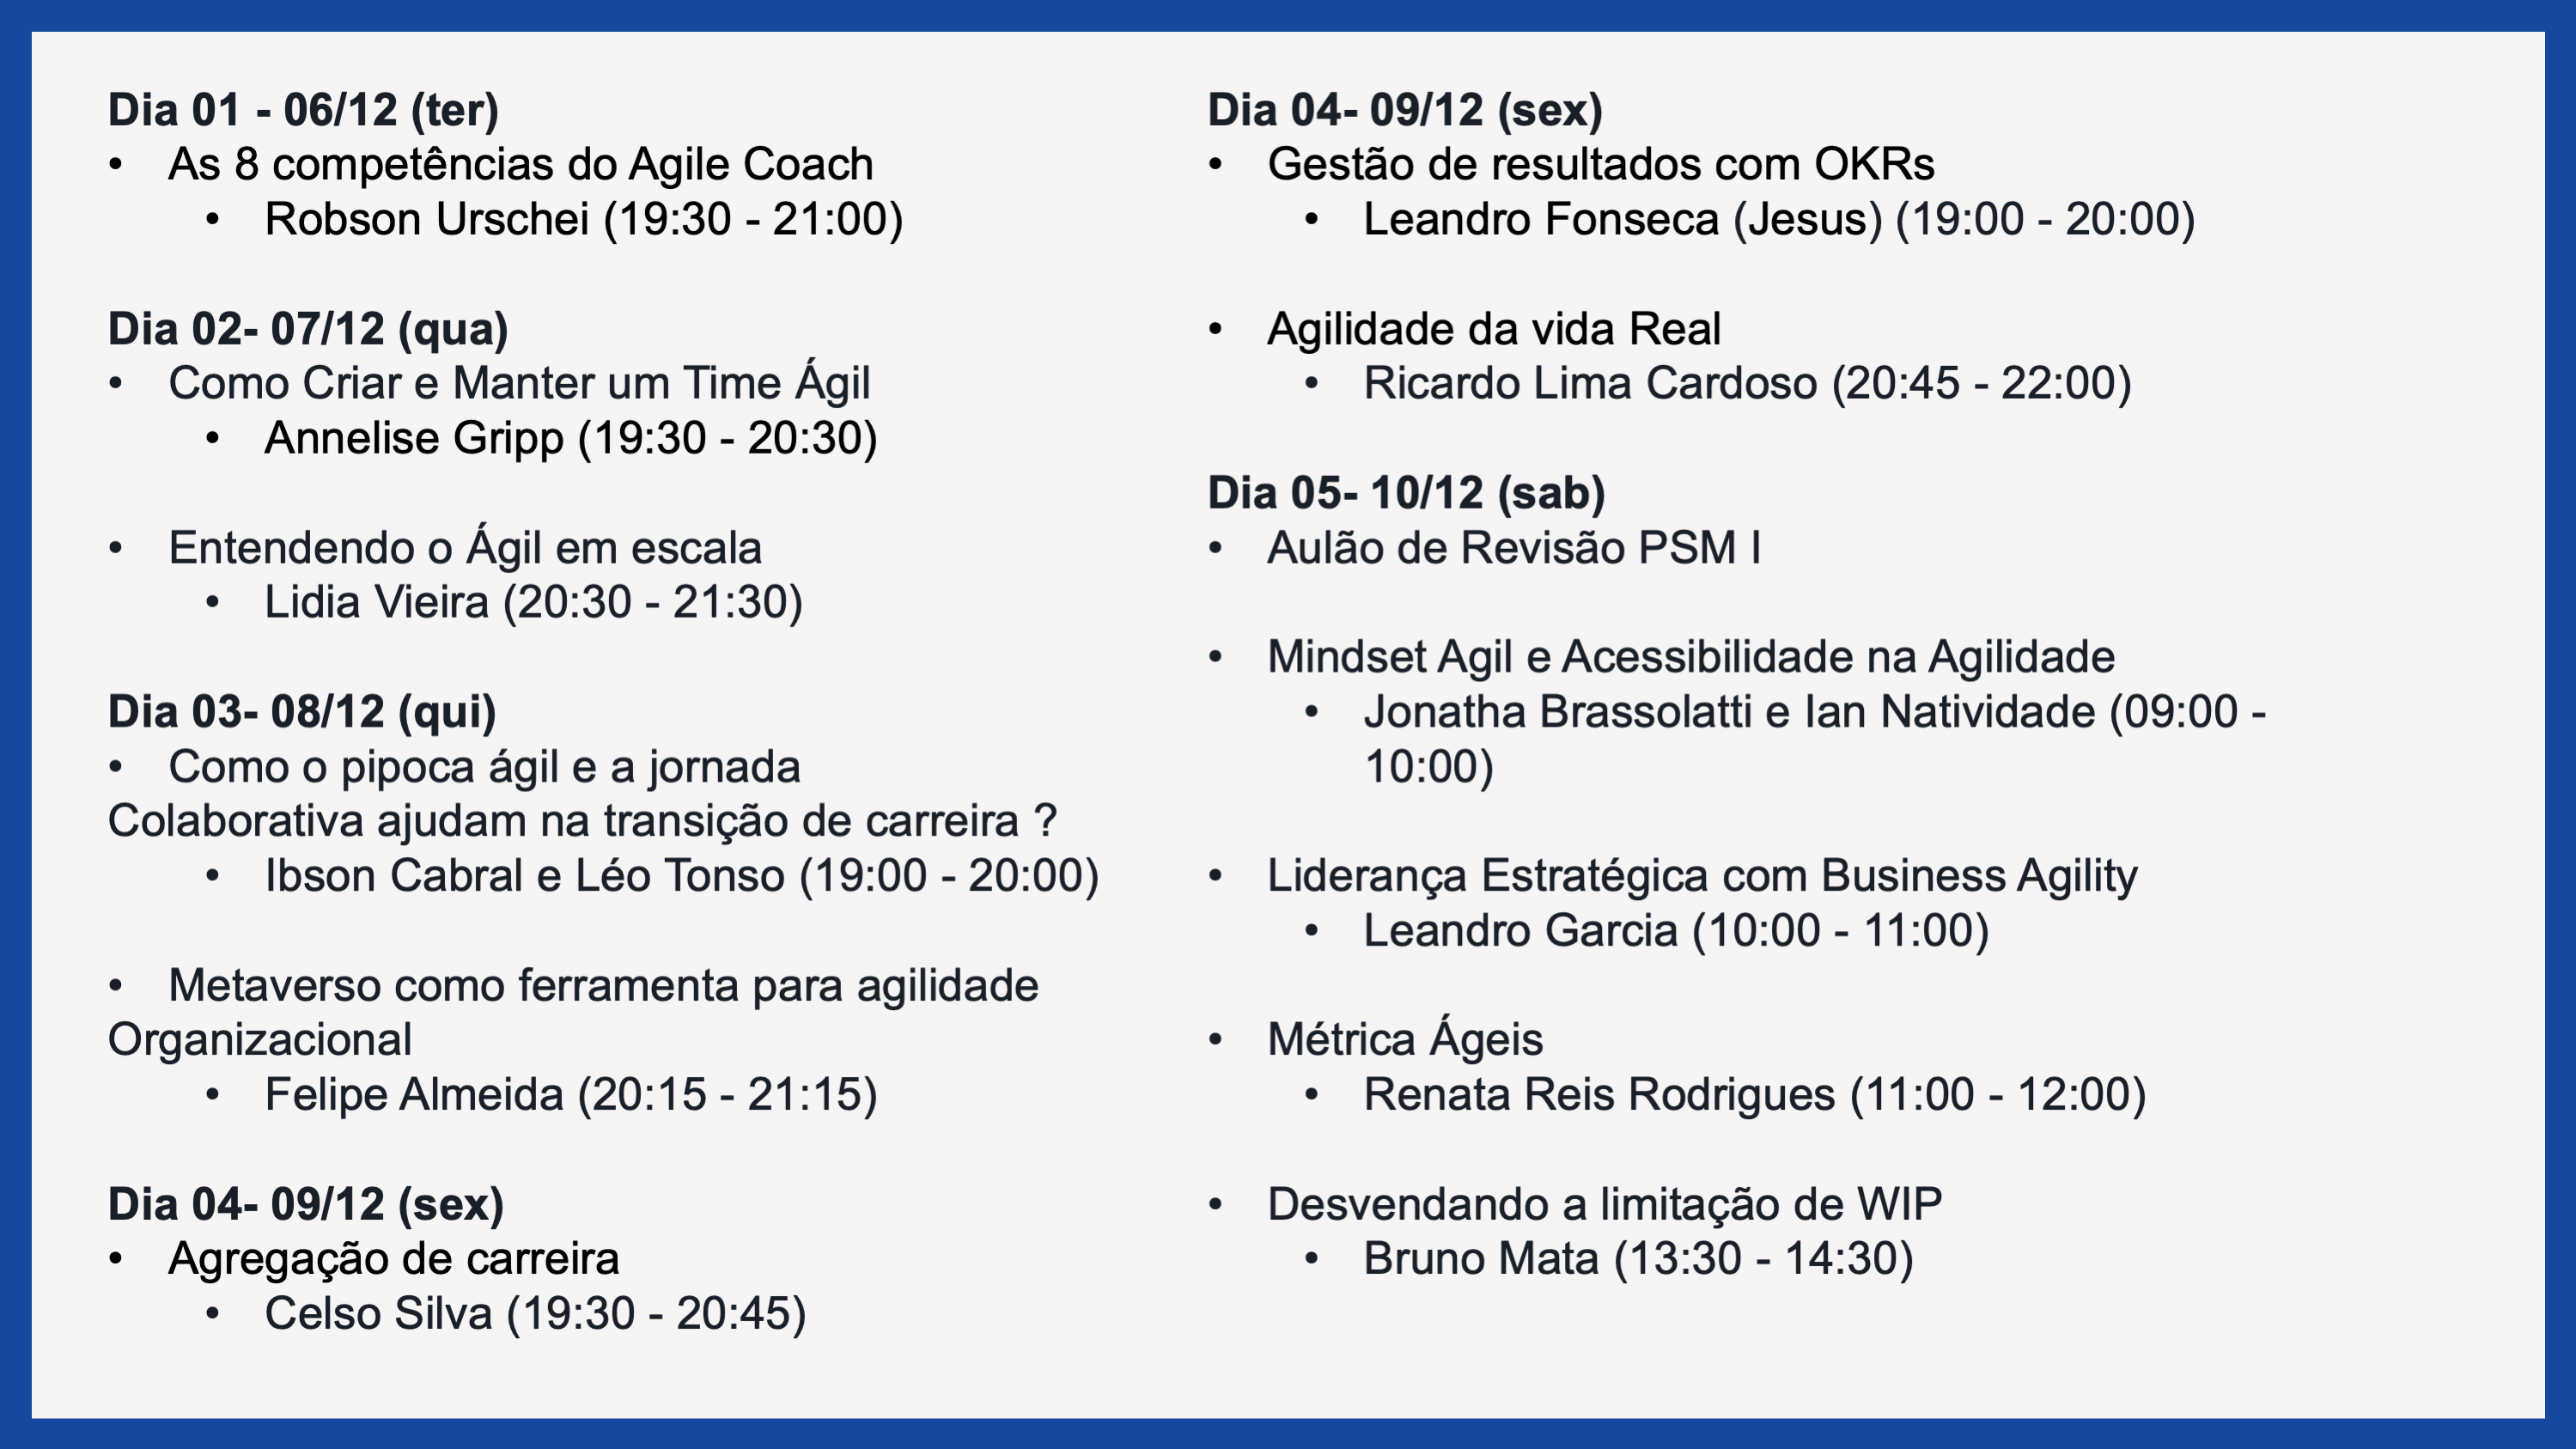 Dia 01 - 06/12 (ter)
• As 8 competências do Agile Coach
• Robson Urschei (19:30 - 21:00)
Dia 02- 07/12 (qua)
• Como Criar e Manter um Time Ágil
• Annelise Gripp (19:30 - 20:30)
• Entendendo o Ágil em escala
• Lidia Vieira (20:30 - 21:30)
Dia 03- 08/12 (qui)
• Como o pipoca ágil e a jornada
Colaborativa ajudam na transição de carreira ?
• Ibson Cabral e Léo Tonso (19:00 - 20:00)
• Metaverso como ferramenta para agilidade
Organizacional
• Felipe Almeida (20:15 - 21:15)
Dia 04- 09/12 (sex)
• Agregação de carreira
• Celso Silva (19:30 - 20:45)
Dia 04- 09/12 (sex)
• Gestão de resultados com OKRs
• Leandro Fonseca (Jesus) (19:00 - 20:00)
• Agilidade da vida Real
• Ricardo Lima Cardoso (20:45 - 22:00)
Dia 05- 10/12 (sab)
• Aulão de Revisão PSM I
• Mindset Agil e Acessibilidade na Agilidade
• Jonatha Brassolatti e Ian Natividade (09:00 -
10:00)
• Liderança Estratégica com Business Agility
• Leandro Garcia (10:00 - 11:00)
• Métrica Ágeis
• Renata Reis Rodrigues (11:00 - 12:00)
• Desvendando a limitação de WIP
• Bruno Mata (13:30 - 14:30)